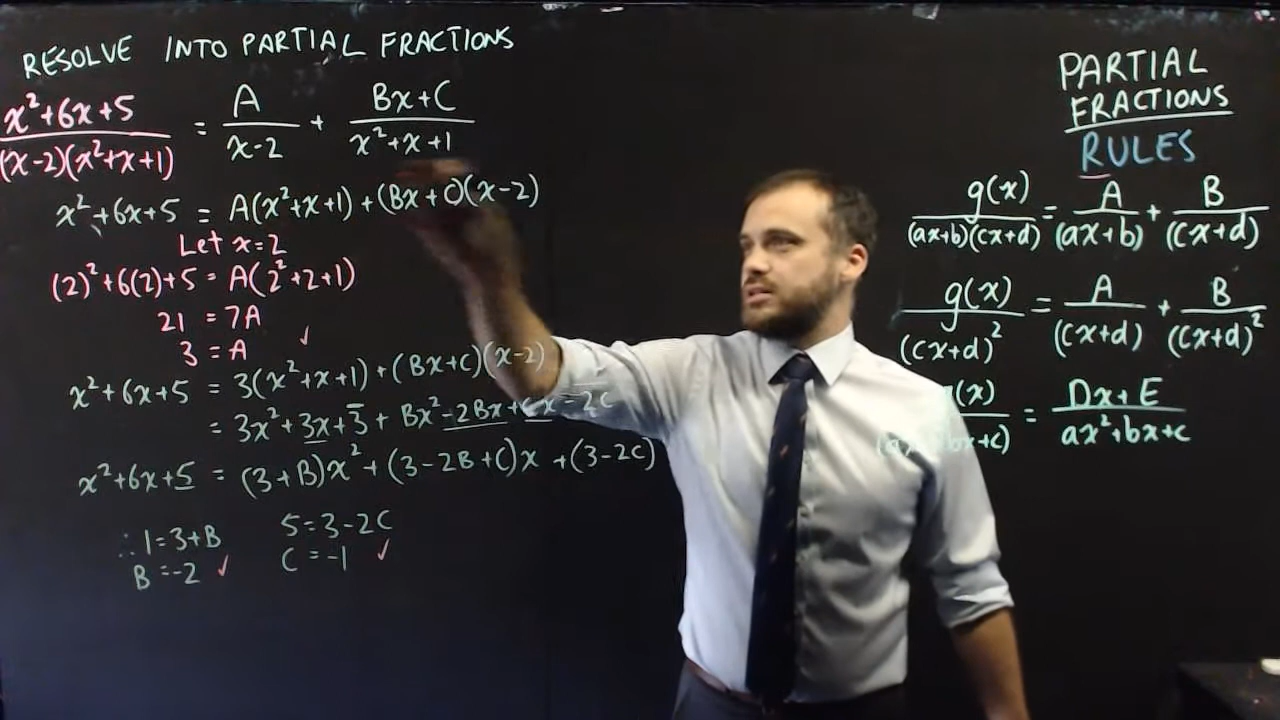 RESOLVE INTO PARTIAL FRACTIONS
x²+6x+5 / (x-2)(x²+x+1) = A / x-2 + Bx+C / x²+x+1
x²+6x+5 = A(x²+x+1)+(Bx+C)(x-2)
Let x=2
(2)²+6(2)+5 = A(2²+2+1)
21 = 7A
3 = A ✓
x²+6x+5 = 3(x²+x+1)+(Bx+C)(x-2)
= 3x²+3x+3+Bx²-2Bx+Cx-2C
x²+6x+5 = (3+B)x²+(3-2B+C)x+(3-2C)
∴ 1=3+B 5=3-2C
B=-2 ✓ C=-1 ✓
PARTIAL
FRACTIONS
RULES
g(x) / (ax+b)(cx+d) = A / (ax+b) + B / (cx+d)
g(x) / (cx+d)² = A / (cx+d) + B / (cx+d)²
(x) / (ax² bx+c) = Dx+E / ax²+bx+c